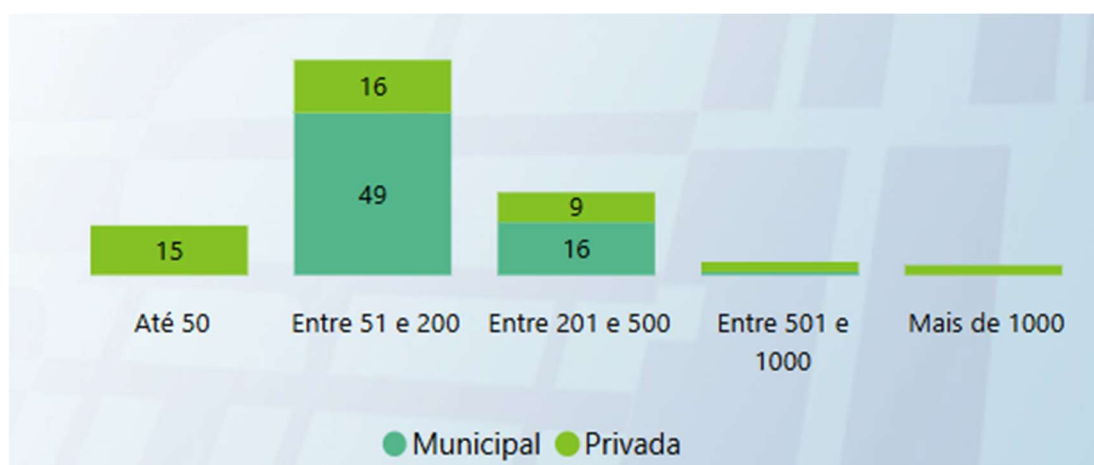 16
49
9
15
16
Até 50
Entre 51 e 200
Entre 201 e 500
Entre 501 e
1000
Mais de 1000
Municipal
Privada